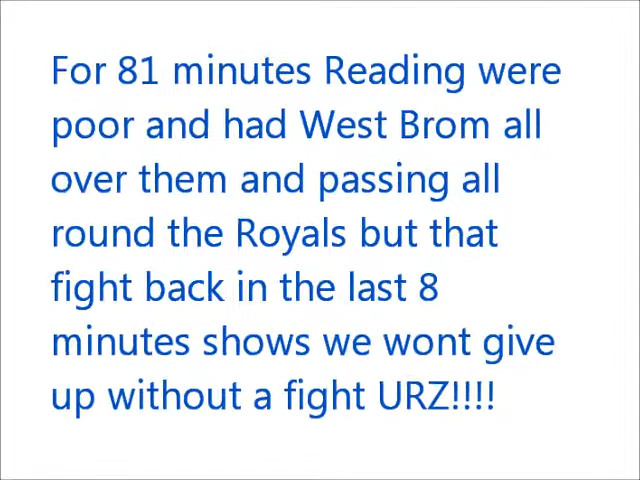 For 81 minutes Reading were
poor and had West Brom all
over them and passing all
round the Royals but that
fight back in the last 8
minutes shows we wont give
up without a fight URZ!!!!